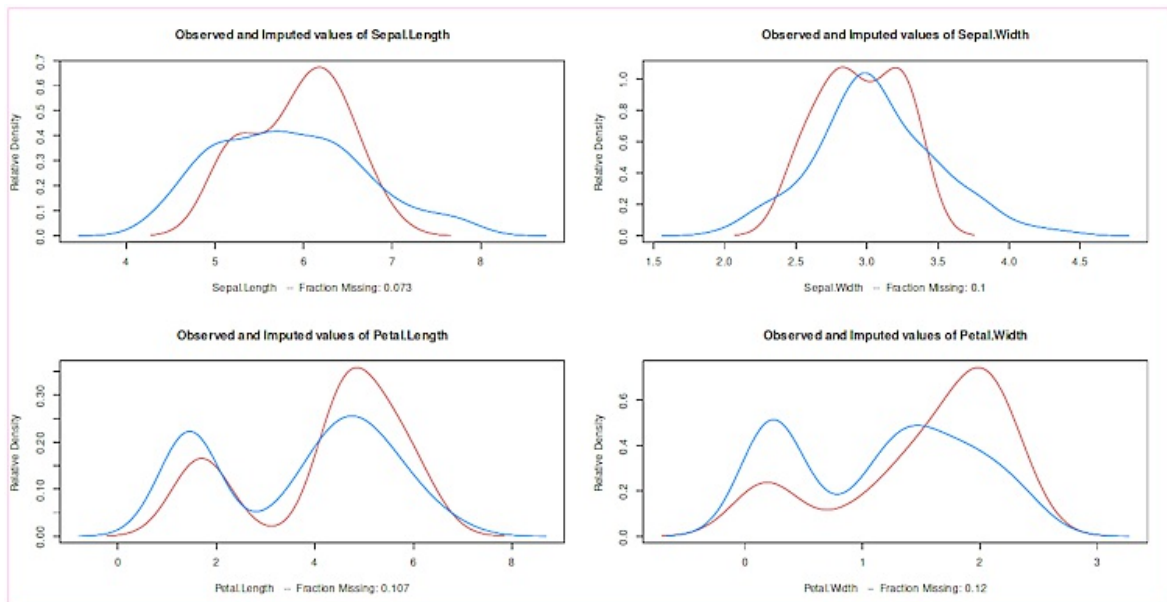 Observed and Imputed values of Sepal.Length
Relative Density
0.7
0.6
0.5
0.4
0.3
0.2
0.1
0.0
4 5 6 7 8
Sepal.Length -- Fraction Missing: 0.073
Observed and Imputed values of Sepal.Width
Relative Density
1.0
0.8
0.6
0.4
0.2
0.0
1.5 2.0 2.5 3.0 3.5 4.0 4.5
Sepal.Width -- Fraction Missing: 0.1
Observed and Imputed values of Petal.Length
Relative Density
0.30
0.20
0.10
0.00
0 2 4 6 8
Petal.Length -- Fraction Missing: 0.107
Observed and Imputed values of Petal.Width
Relative Density
0.6
0.4
0.2
0.0
0 1 2 3
Petal.Width -- Fraction Missing: 0.12